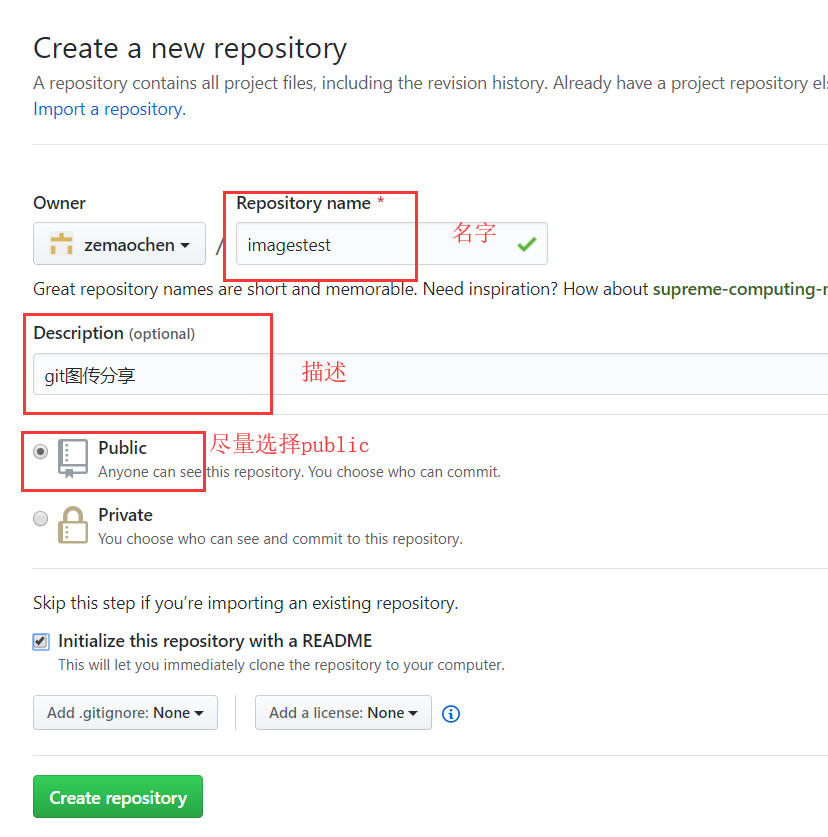 Create a new repository
A repository contains all project files, including the revision history. Already have a project repository
Import a repository.
Owner
Repository name *
zemaochen
/
imagestest
名字
Great repository names are short and memorable. Need inspiration? How about supreme-computing-
Description (optional)
git图传分享
描述
Public
尽量选择public
Anyone can see this repository. You choose who can commit.
Private
You choose who can see and commit to this repository.
Skip this step if you’re importing an existing repository.
Initialize this repository with a README
This will let you immediately clone the repository to your computer.
Add .gitignore: None
Add a license: None
Create repository